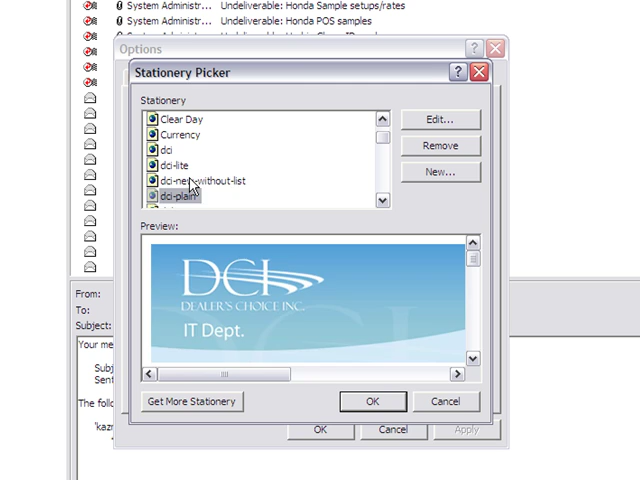 System Administr... Undeliverable: Honda Sample setups/rates
System Administr... Undeliverable: Honda POS samples
Options
Stationery Picker
Stationery
Clear Day
Currency
dci
dci-lite
dci-new-without-list
dci-plain
Edit...
Remove
New...
Preview:
DCI
DEALER'S CHOICE INC.
IT Dept.
Get More Stationery
OK
Cancel
OK
Cancel
Apply
From:
To:
Subject:
Your me
Subj
Sent
The follo
'kazr